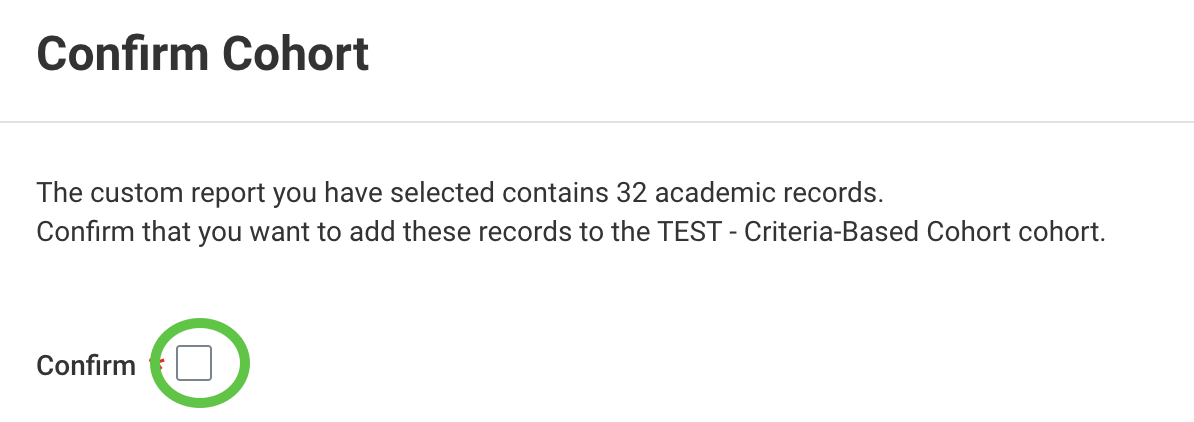 Confirm Cohort
The custom report you have selected contains 32 academic records.
Confirm that you want to add these records to the TEST - Criteria-Based Cohort cohort.
Confirm *